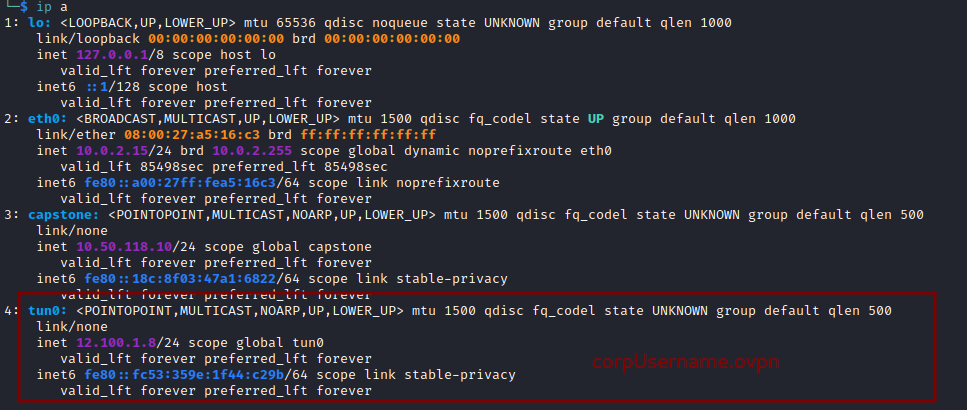 └─$ ip a
1: lo: <LOOPBACK,UP,LOWER_UP> mtu 65536 qdisc noqueue state UNKNOWN group default qlen 1000
link/loopback 00:00:00:00:00:00 brd 00:00:00:00:00:00
inet 127.0.0.1/8 scope host lo
valid_lft forever preferred_lft forever
inet6 ::1/128 scope host
valid_lft forever preferred_lft forever
2: eth0: <BROADCAST,MULTICAST,UP,LOWER_UP> mtu 1500 qdisc fq_codel state UP group default qlen 1000
link/ether 08:00:27:a5:16:c3 brd ff:ff:ff:ff:ff:ff
inet 10.0.2.15/24 brd 10.0.2.255 scope global dynamic noprefixroute eth0
valid_lft 85498sec preferred_lft 85498sec
inet6 fe80::a00:27ff:fea5:16c3/64 scope link noprefixroute
valid_lft forever preferred_lft forever
3: capstone: <POINTOPOINT,MULTICAST,NOARP,UP,LOWER_UP> mtu 1500 qdisc fq_codel state UNKNOWN group default qlen 500
link/none
inet 10.50.118.10/24 scope global capstone
valid_lft forever preferred_lft forever
inet6 fe80::18c:8f03:47a1:6822/64 scope link stable-privacy
valid_lft forever preferred_lft forever
4: tun0: <POINTOPOINT,MULTICAST,NOARP,UP,LOWER_UP> mtu 1500 qdisc fq_codel state UNKNOWN group default qlen 500
link/none
inet 12.100.1.8/24 scope global tun0
valid_lft forever preferred_lft forever
corpUsername.ovpn
inet6 fe80::fc53:359e:1f44:c29b/64 scope link stable-privacy
valid_lft forever preferred_lft forever